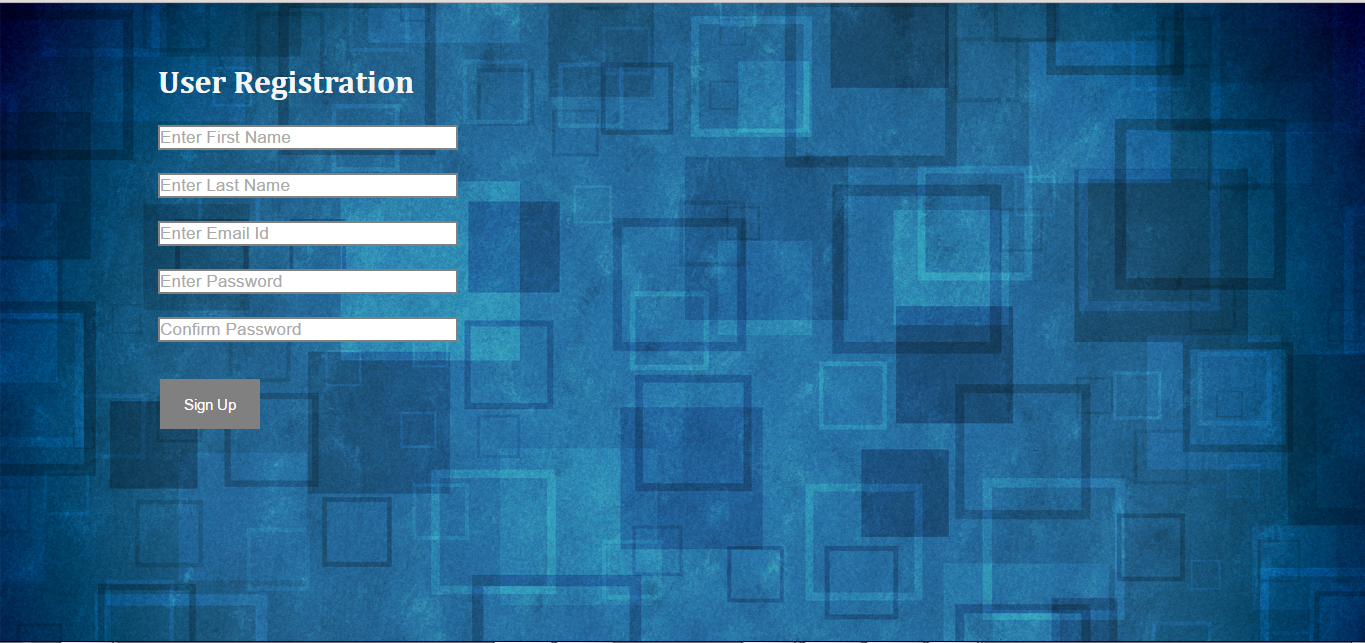 User Registration
Enter First Name
Enter Last Name
Enter Email Id
Enter Password
Confirm Password
Sign Up